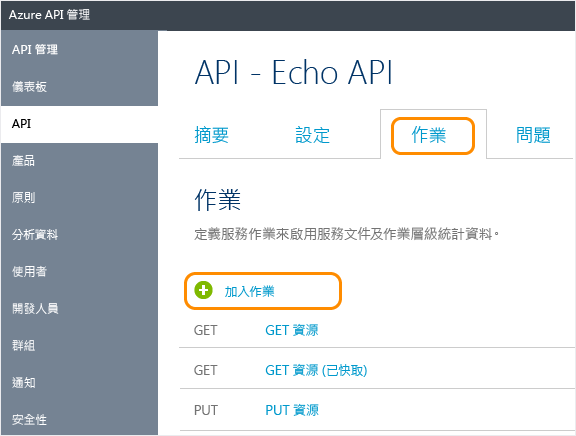 Azure API 管理
API 管理
儀表板
API
產品
原則
分析資料
使用者
開發人員
群組
通知
安全性
API - Echo API
摘要 設定 作業 問題
作業
定義服務作業來啟用服務文件及作業層級統計資料。
加入作業
GET GET 資源
GET GET 資源 (已快取)
PUT PUT 資源